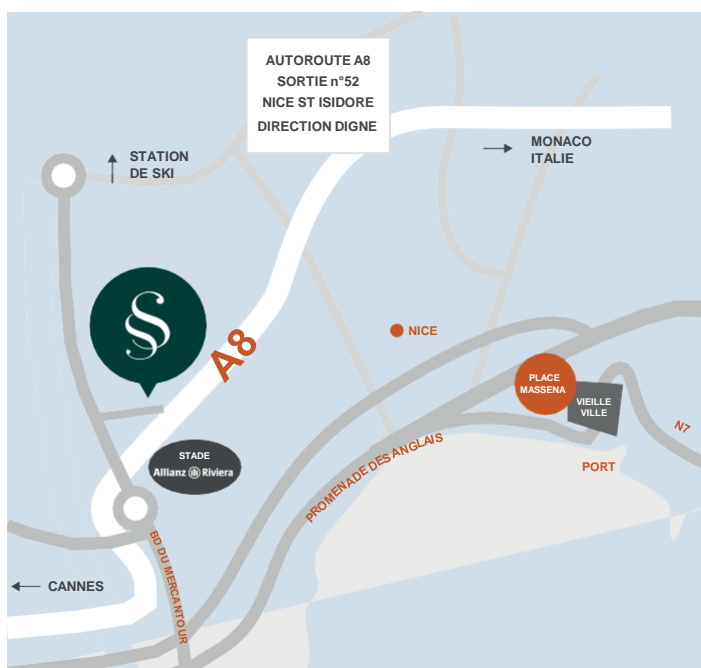 AUTOROUTE A8
SORTIE n°52
NICE ST ISIDORE
DIRECTION DIGNE
STATION
DE SKI
MONACO
ITALIE
A8
NICE
PLACE
MASSENA
VIEILLE
VILLE
N7
PORT
PROMENADE DES ANGLAIS
STADE
Allianz Riviera
BD DU MERCANTOUR
CANNES